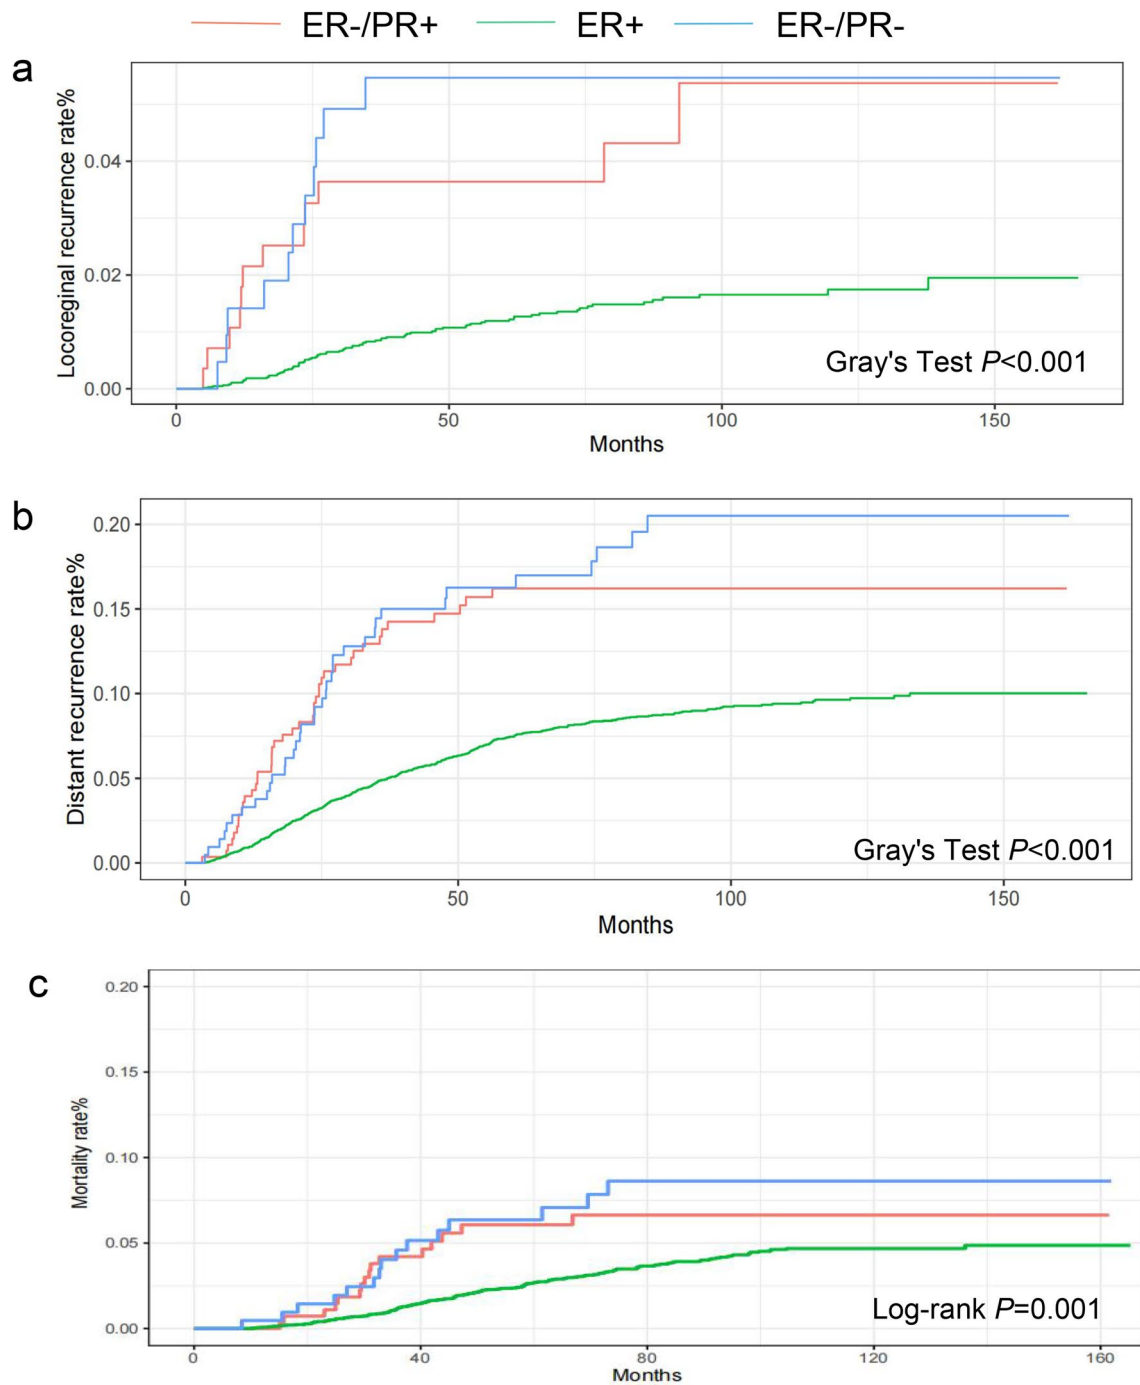 ER-/PR+ ER+ ER-/PR-
a
Locoreginal recurrence rate%
0.04
0.02
0.00
Gray's Test P<0.001
0 50 100 150
Months
b
Distant recurrence rate%
0.20
0.15
0.10
0.05
0.00
Gray's Test P<0.001
0 50 100 150
Months
c
Mortality rate%
0.20
0.15
0.10
0.05
0.00
Log-rank P=0.001
0 40 80 120 160
Months